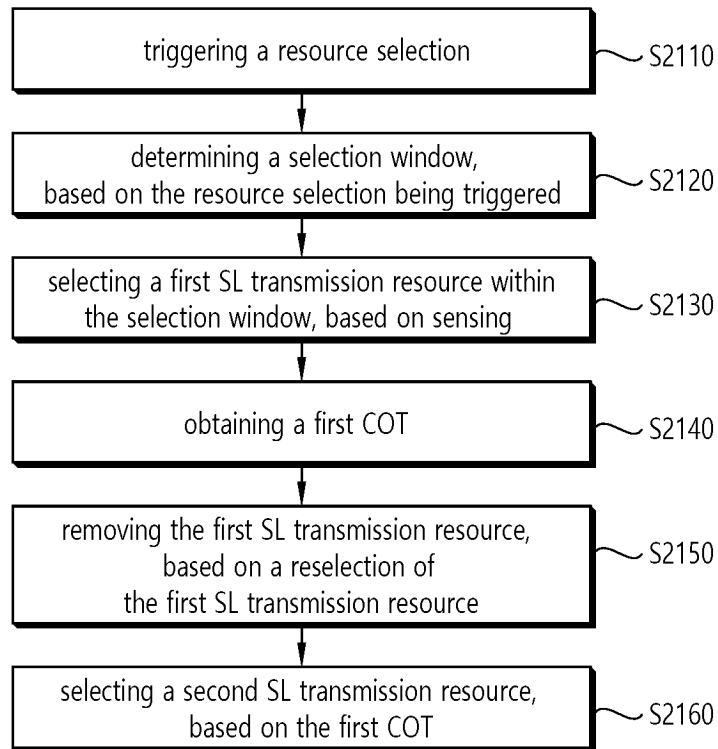 triggering a resource selection
S2110
determining a selection window,
based on the resource selection being triggered
S2120
selecting a first SL transmission resource within
the selection window, based on sensing
S2130
obtaining a first COT
S2140
removing the first SL transmission resource,
based on a reselection of
the first SL transmission resource
S2150
selecting a second SL transmission resource,
based on the first COT
S2160